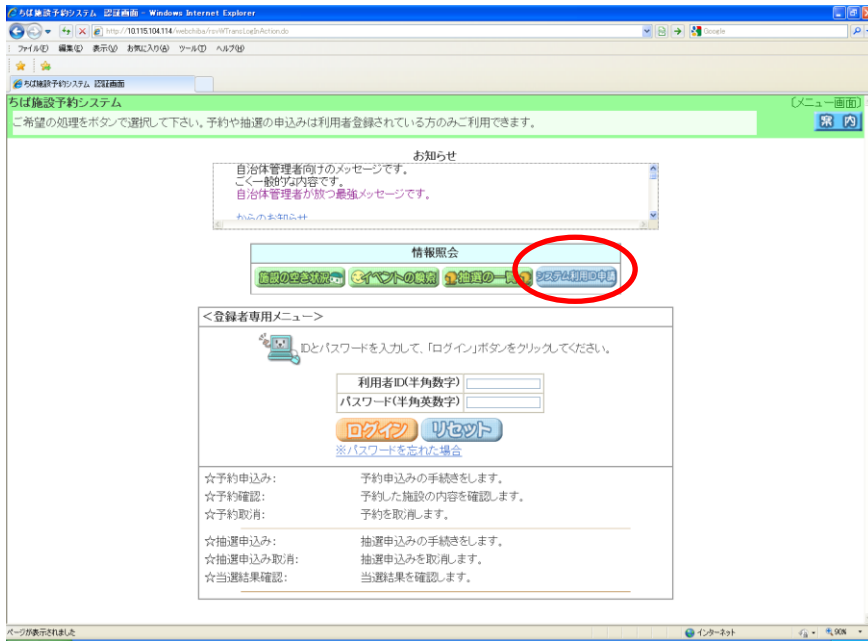 ちば施設予約システム 認証画面 - Windows Internet Explorer
http://10.115.104.114/webchiba/rsvWTransLogInAction.do
Google
ファイル(F) 編集(E) 表示(V) お気に入り(A) ツール(T) ヘルプ(H)
ちば施設予約システム 認証画面
ちば施設予約システム
〔メニュー画面〕
ご希望の処理をボタンで選択して下さい。予約や抽選の申込みは利用者登録されている方のみご利用できます。
案 内
お知らせ
自治体管理者向けのメッセージです。
ごく一般的な内容です。
自治体管理者が放つ最強メッセージです。
からのお知らせ
情報照会
施設の空き状況 イベントの検索 抽選の一覧 システム利用ID申請
＜登録者専用メニュー＞
IDとパスワードを入力して、「ログイン」ボタンをクリックしてください。
利用者ID(半角数字)
パスワード(半角英数字)
ログイン リセット
※パスワードを忘れた場合
☆予約申込み: 予約申込みの手続きをします。
☆予約確認: 予約した施設の内容を確認します。
☆予約取消: 予約を取消します。
☆抽選申込み: 抽選申込みの手続きをします。
☆抽選申込み取消: 抽選申込みを取消します。
☆当選結果確認: 当選結果を確認します。
ページが表示されました
インターネット
90%